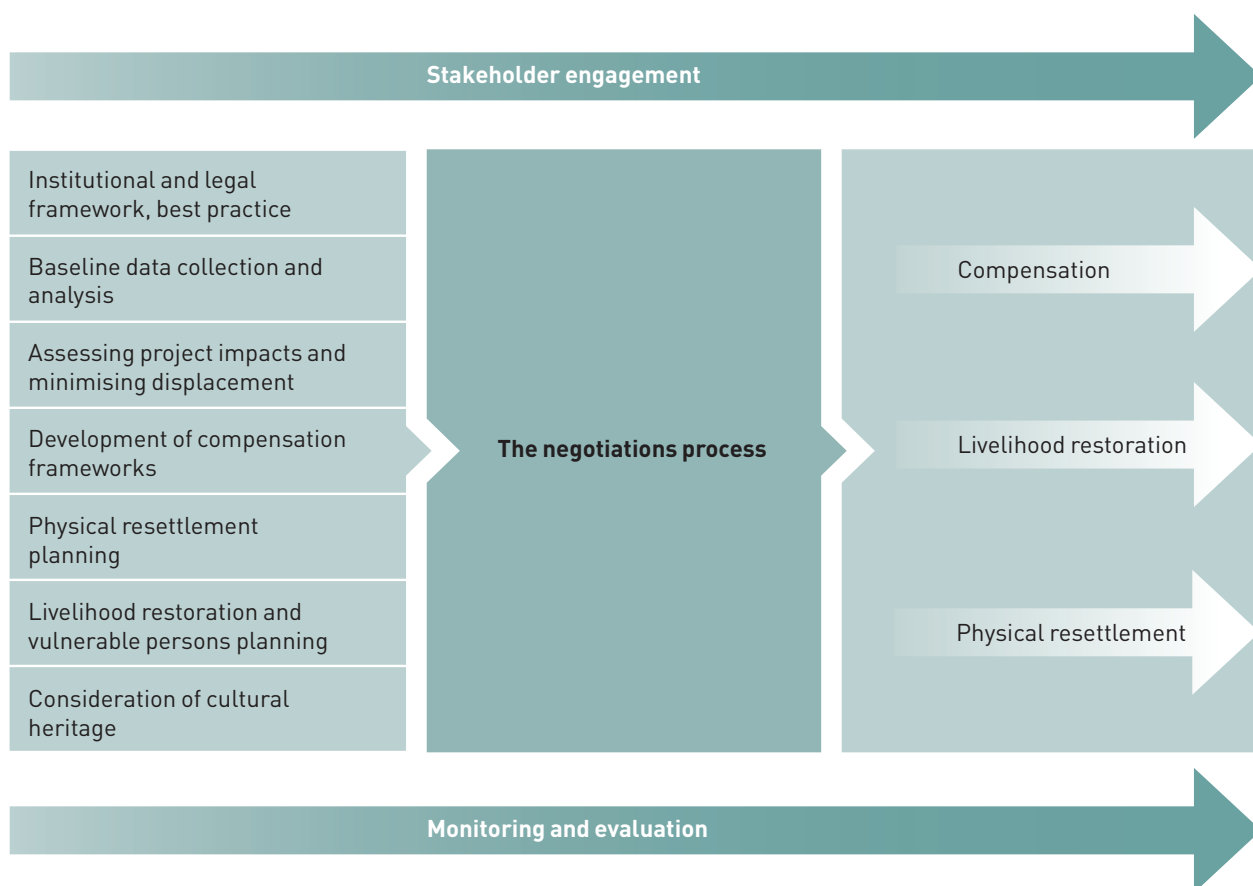 Stakeholder engagement
Institutional and legal
framework, best practice
Baseline data collection and
analysis
Assessing project impacts and
minimising displacement
Development of compensation
frameworks
Physical resettlement
planning
Livelihood restoration and
vulnerable persons planning
Consideration of cultural
heritage
The negotiations process
Compensation
Livelihood restoration
Physical resettlement
Monitoring and evaluation